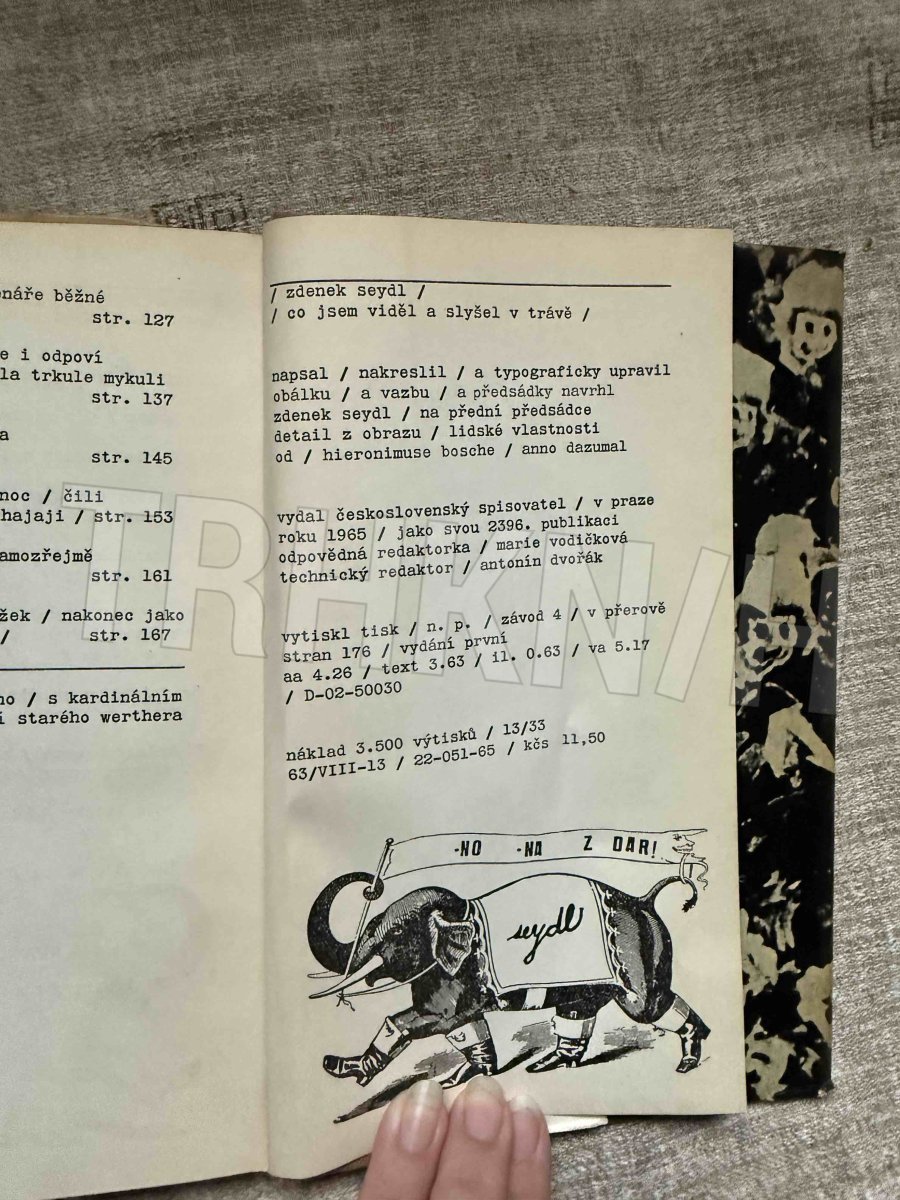 náře běžné
str. 127
e i odpoví
la trkule mykuli
str. 137
a
str. 145
noc / čili
hajaji / str. 153
amozřejmě
str. 161
žek / nakonec jako
/ str. 167
ho / s kardinálním
í starého werthera
/ zdenek seydl /
/ co jsem viděl a slyšel v trávě /
napsal / nakreslil / a typograficky upravil
obálku / a vazbu / a předsádky navrhl
zdenek seydl / na přední předsádce
detail z obrazu / lidské vlastnosti
od / hieronimuse bosche / anno dazumal
vydal československý spisovatel / v praze
roku 1965 / jako svou 2396. publikaci
odpovědná redaktorka / marie vodičková
technický redaktor / antonín dvořák
vytiskl tisk / n. p. / závod 4 / v přerově
stran 176 / vydání první
aa 4.26 / text 3.63 / il. 0.63 / va 5.17
/ D-02-50030
náklad 3.500 výtisků / 13/33
63/VIII-13 / 22-051-65 / kčs 11,50
-NO -NA Z DAR!
seydl
TRHKNIH